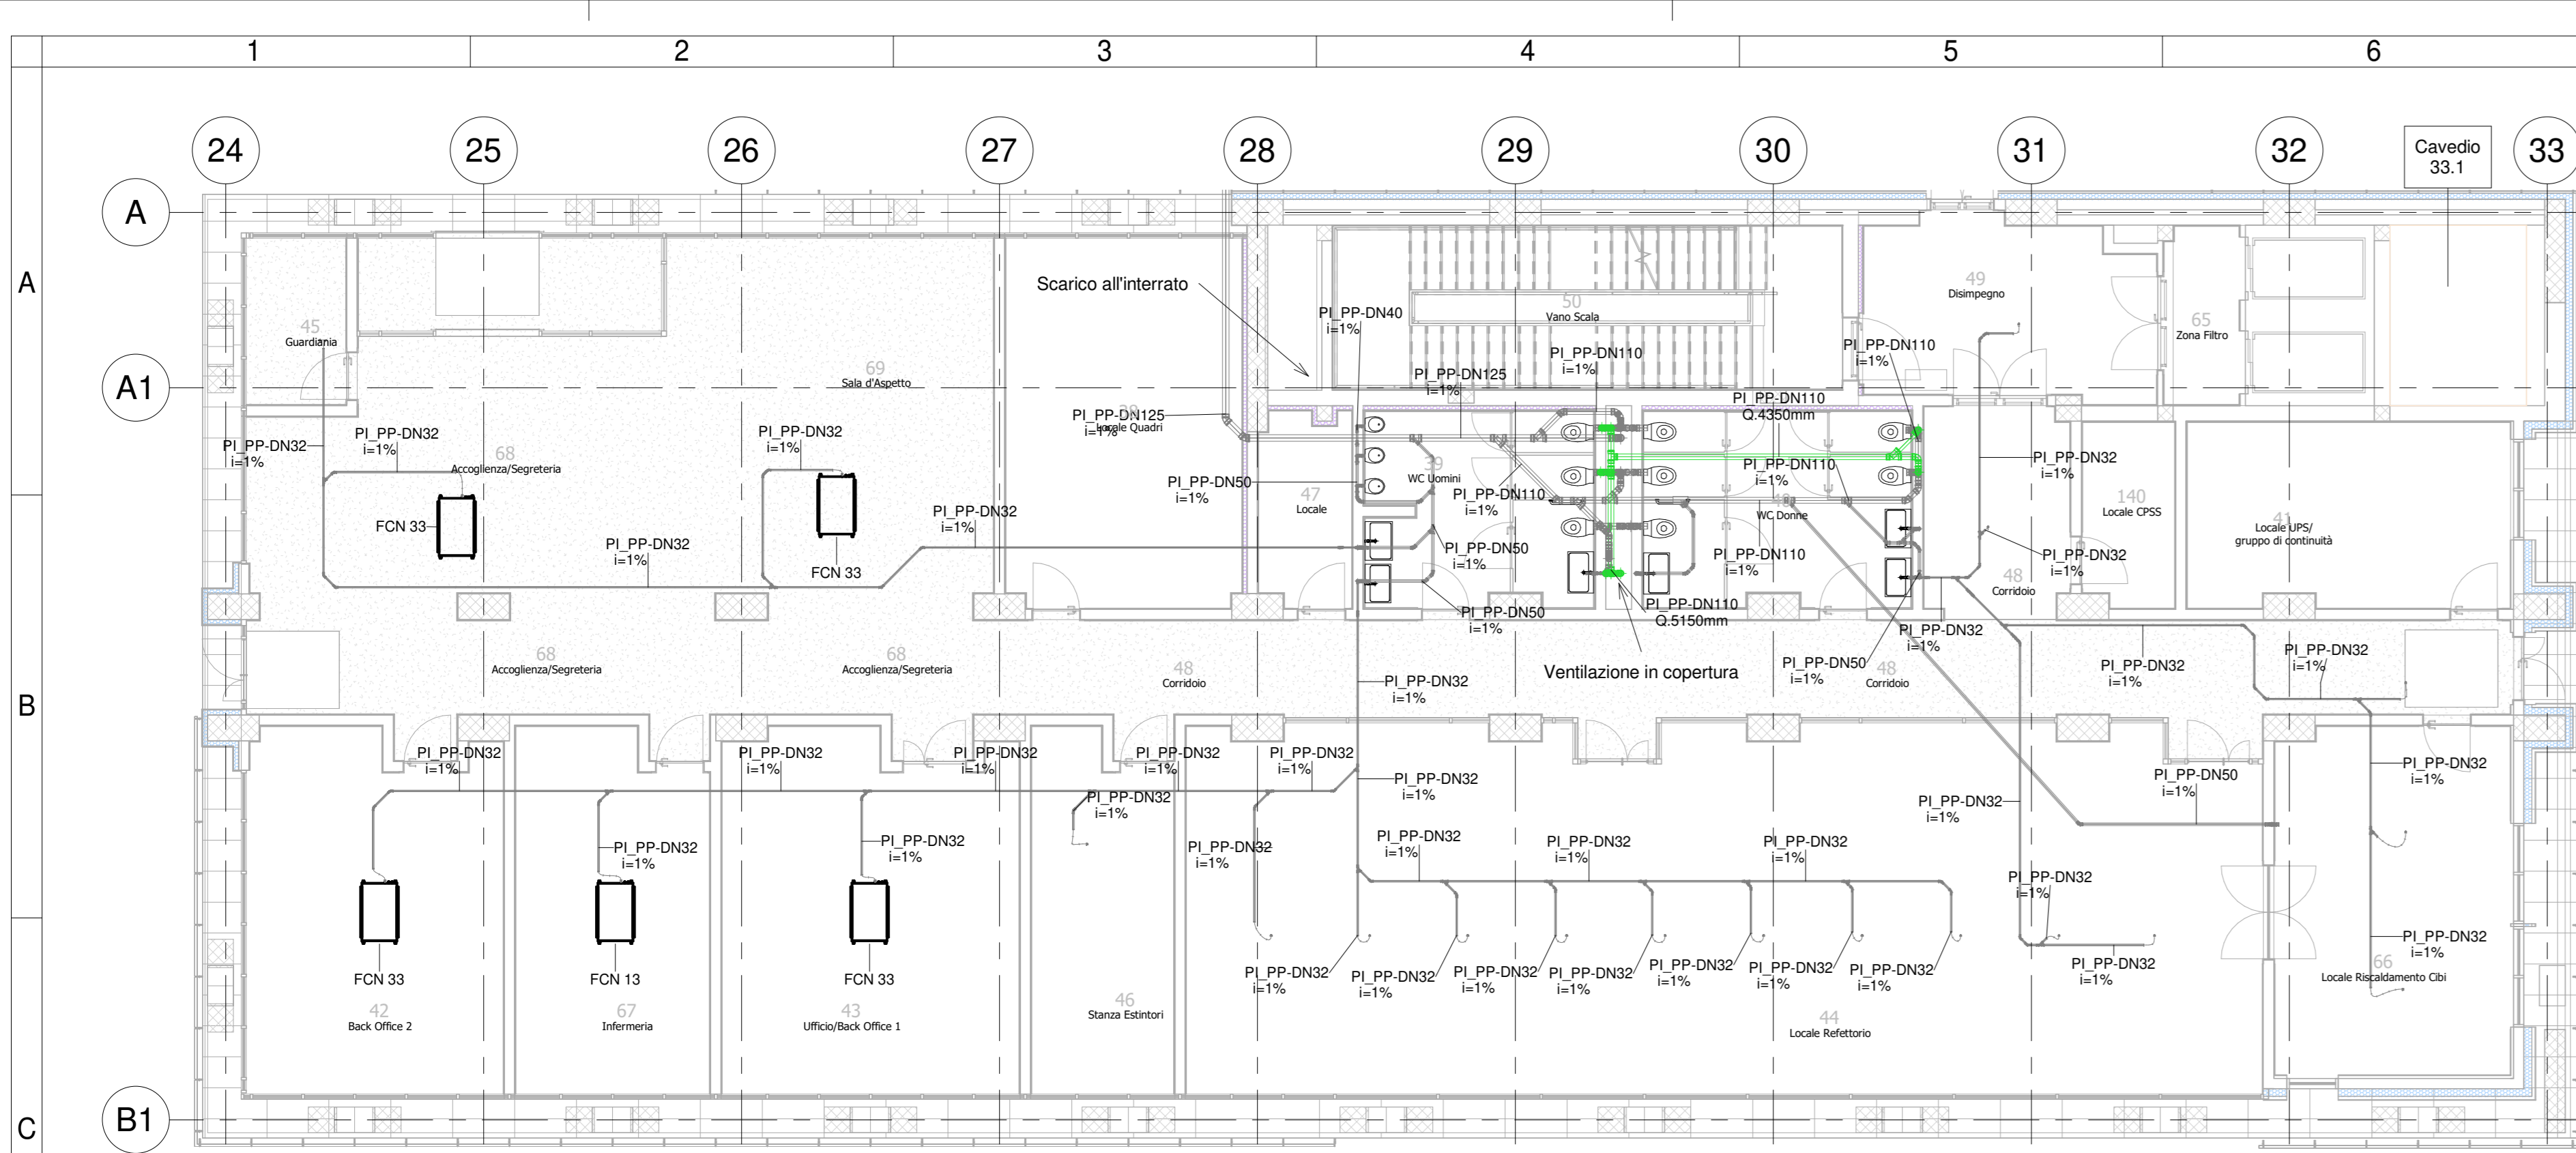 1
2
3
4
5
6
24
25
26
27
28
29
30
31
32
33
Cavedio
33.1
A
A
A1
B
B1
C
Scarico all'interrato
45
Guardiania
69
Sala d'Aspetto
50
Vano Scala
49
Disimpegno
65
Zona Filtro
PI_PP-DN40
i=1%
PI_PP-DN110
i=1%
PI_PP-DN110
i=1%
PI_PP-DN125
i=1%
PI_PP-DN110
Q.4350mm
PI_PP-DN125
i=1%
Locale Quadri
PI_PP-DN32
i=1%
PI_PP-DN32
i=1%
PI_PP-DN32
i=1%
68
Accoglienza/Segreteria
39
WC Uomini
PI_PP-DN110
i=1%
PI_PP-DN32
i=1%
PI_PP-DN50
i=1%
47
Locale
PI_PP-DN110
i=1%
WC Donne
140
Locale CPSS
41
Locale UPS/
gruppo di continuità
FCN 33
PI_PP-DN32
i=1%
PI_PP-DN32
i=1%
FCN 33
PI_PP-DN50
i=1%
PI_PP-DN110
i=1%
PI_PP-DN32
i=1%
48
Corridoio
PI_PP-DN50
i=1%
PI_PP-DN110
Q.5150mm
PI_PP-DN32
i=1%
68
Accoglienza/Segreteria
68
Accoglienza/Segreteria
48
Corridoio
Ventilazione in copertura
PI_PP-DN50
i=1%
48
Corridoio
PI_PP-DN32
i=1%
PI_PP-DN32
i=1%
PI_PP-DN32
i=1%
PI_PP-DN32
i=1%
PI_PP-DN32
i=1%
PI_PP-DN32
i=1%
PI_PP-DN32
i=1%
PI_PP-DN32
i=1%
PI_PP-DN32
i=1%
PI_PP-DN50
i=1%
PI_PP-DN32
i=1%
PI_PP-DN32
i=1%
PI_PP-DN32
i=1%
PI_PP-DN32
i=1%
PI_PP-DN32
i=1%
PI_PP-DN32
i=1%
PI_PP-DN32
i=1%
PI_PP-DN32
i=1%
PI_PP-DN32
i=1%
PI_PP-DN32
i=1%
FCN 33
FCN 13
FCN 33
PI_PP-DN32
i=1%
PI_PP-DN32
i=1%
PI_PP-DN32
i=1%
PI_PP-DN32
i=1%
PI_PP-DN32
i=1%
PI_PP-DN32
i=1%
PI_PP-DN32
i=1%
PI_PP-DN32
i=1%
PI_PP-DN32
i=1%
66
Locale Riscaldamento Cibi
42
Back Office 2
67
Infermeria
43
Ufficio/Back Office 1
46
Stanza Estintori
44
Locale Refettorio
B